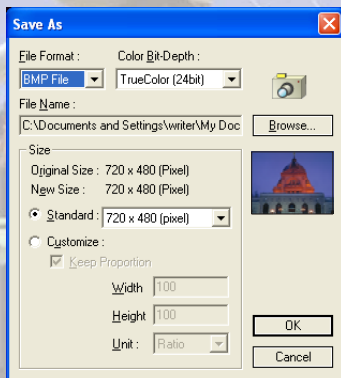 Save As
File Format :
Color Bit-Depth :
BMP File
TrueColor (24bit)
File Name :
C:\Documents and Settings\writer\My Doc
Browse...
Size
Original Size : 720 x 480 (Pixel)
New Size : 720 x 480 (Pixel)
Standard : 720 x 480 (pixel)
Customize :
Keep Proportion
Width 100
Height 100
Unit : Ratio
OK
Cancel